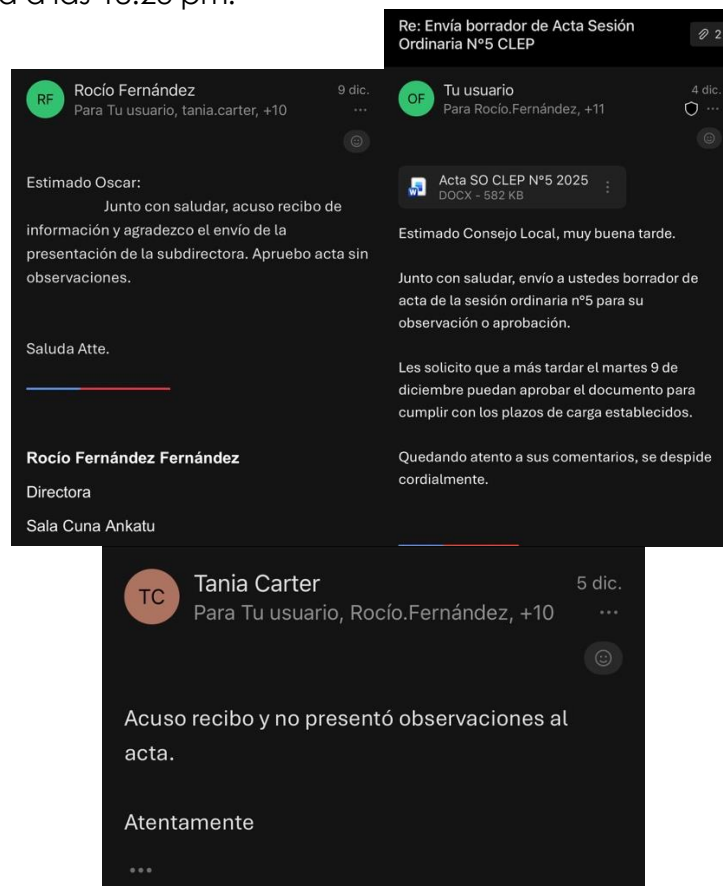 Re: Envía borrador de Acta Sesión
Ordinaria Nº5 CLEP
2
RF
Rocío Fernández
9 dic.
Para Tu usuario, tania.carter, +10
Estimado Oscar:
Junto con saludar, acuso recibo de
información y agradezco el envío de la
presentación de la subdirectora. Apruebo acta sin
observaciones.
Saluda Atte.
Rocío Fernández Fernández
Directora
Sala Cuna Ankatu
OF
Tu usuario
4 dic.
Para Rocío.Fernández, +11
Acta SO CLEP Nº5 2025
DOCX - 582 KB
Estimado Consejo Local, muy buena tarde.
Junto con saludar, envío a ustedes borrador de
acta de la sesión ordinaria nº5 para su
observación o aprobación.
Les solicito que a más tardar el martes 9 de
diciembre puedan aprobar el documento para
cumplir con los plazos de carga establecidos.
Quedando atento a sus comentarios, se despide
cordialmente.
TC
Tania Carter
5 dic.
Para Tu usuario, Rocío.Fernández, +10
Acuso recibo y no presentó observaciones al
acta.
Atentamente